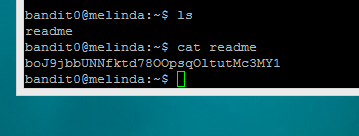 bandit0@melinda:~$ ls
readme
bandit0@melinda:~$ cat readme
boJ9jbbUNNfktd78OOpsqOltutMc3MY1
bandit0@melinda:~$